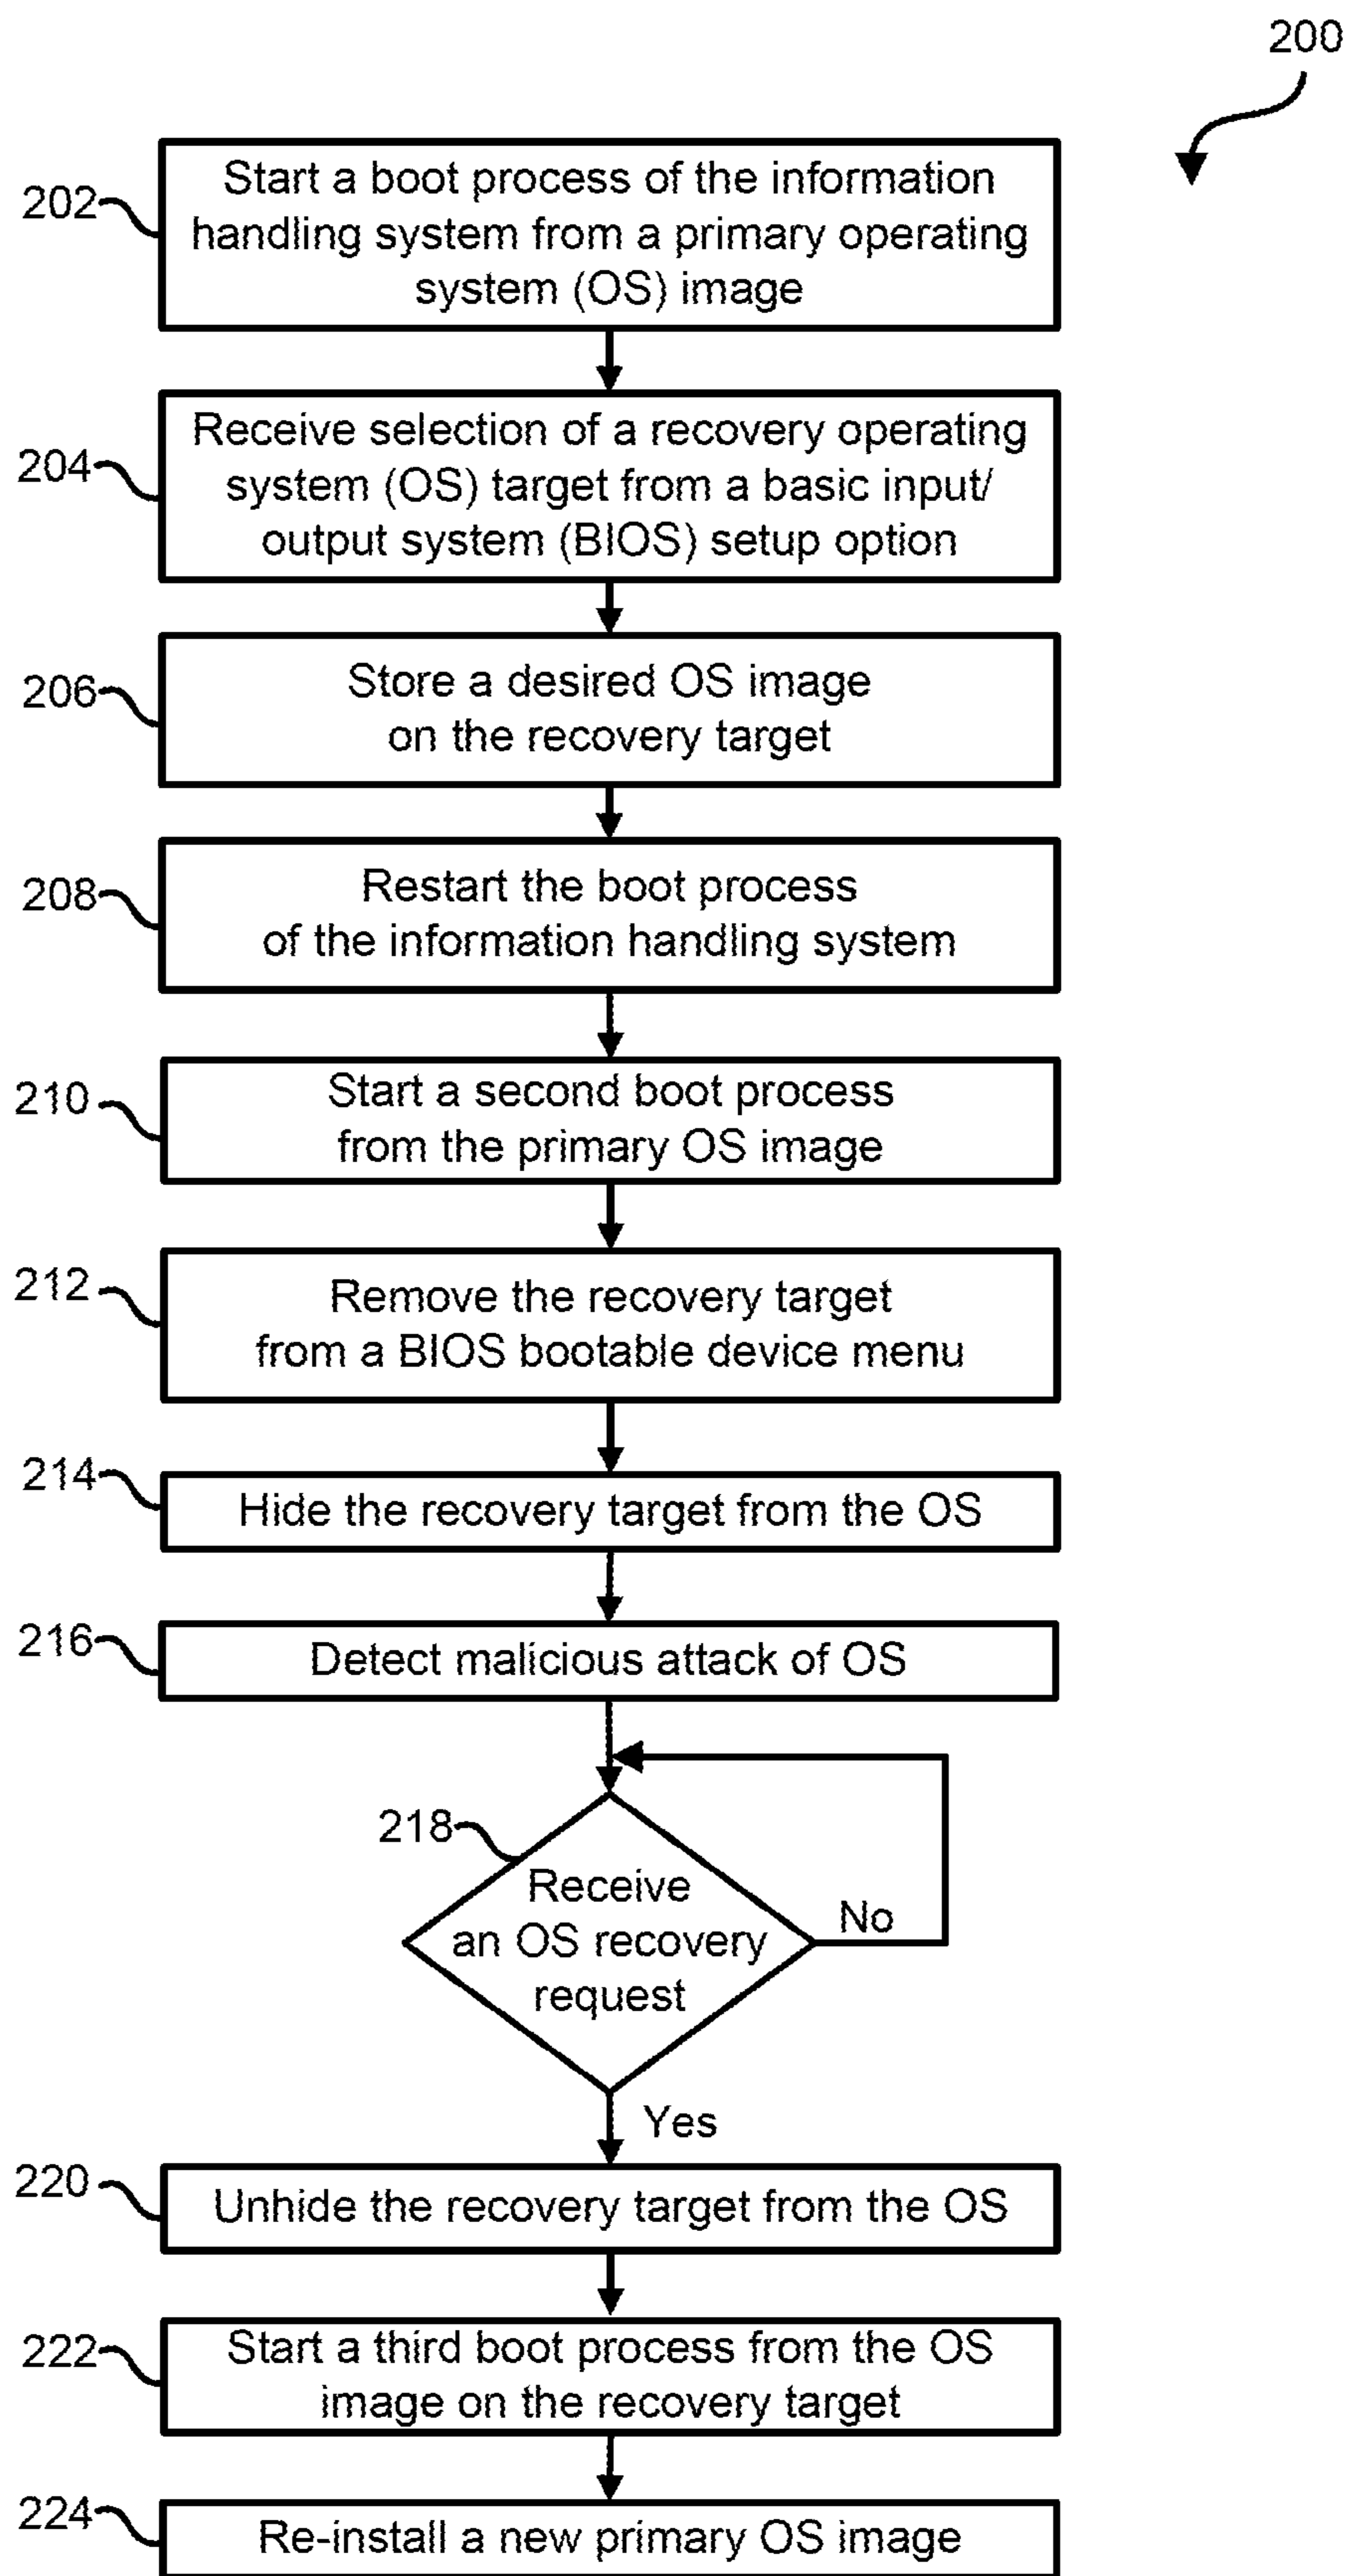 200
202
Start a boot process of the information
handling system from a primary operating
system (OS) image
204
Receive selection of a recovery operating
system (OS) target from a basic input/
output system (BIOS) setup option
206
Store a desired OS image
on the recovery target
208
Restart the boot process
of the information handling system
210
Start a second boot process
from the primary OS image
212
Remove the recovery target
from a BIOS bootable device menu
214
Hide the recovery target from the OS
216
Detect malicious attack of OS
218
Receive
an OS recovery
request
No
Yes
220
Unhide the recovery target from the OS
222
Start a third boot process from the OS
image on the recovery target
224
Re-install a new primary OS image